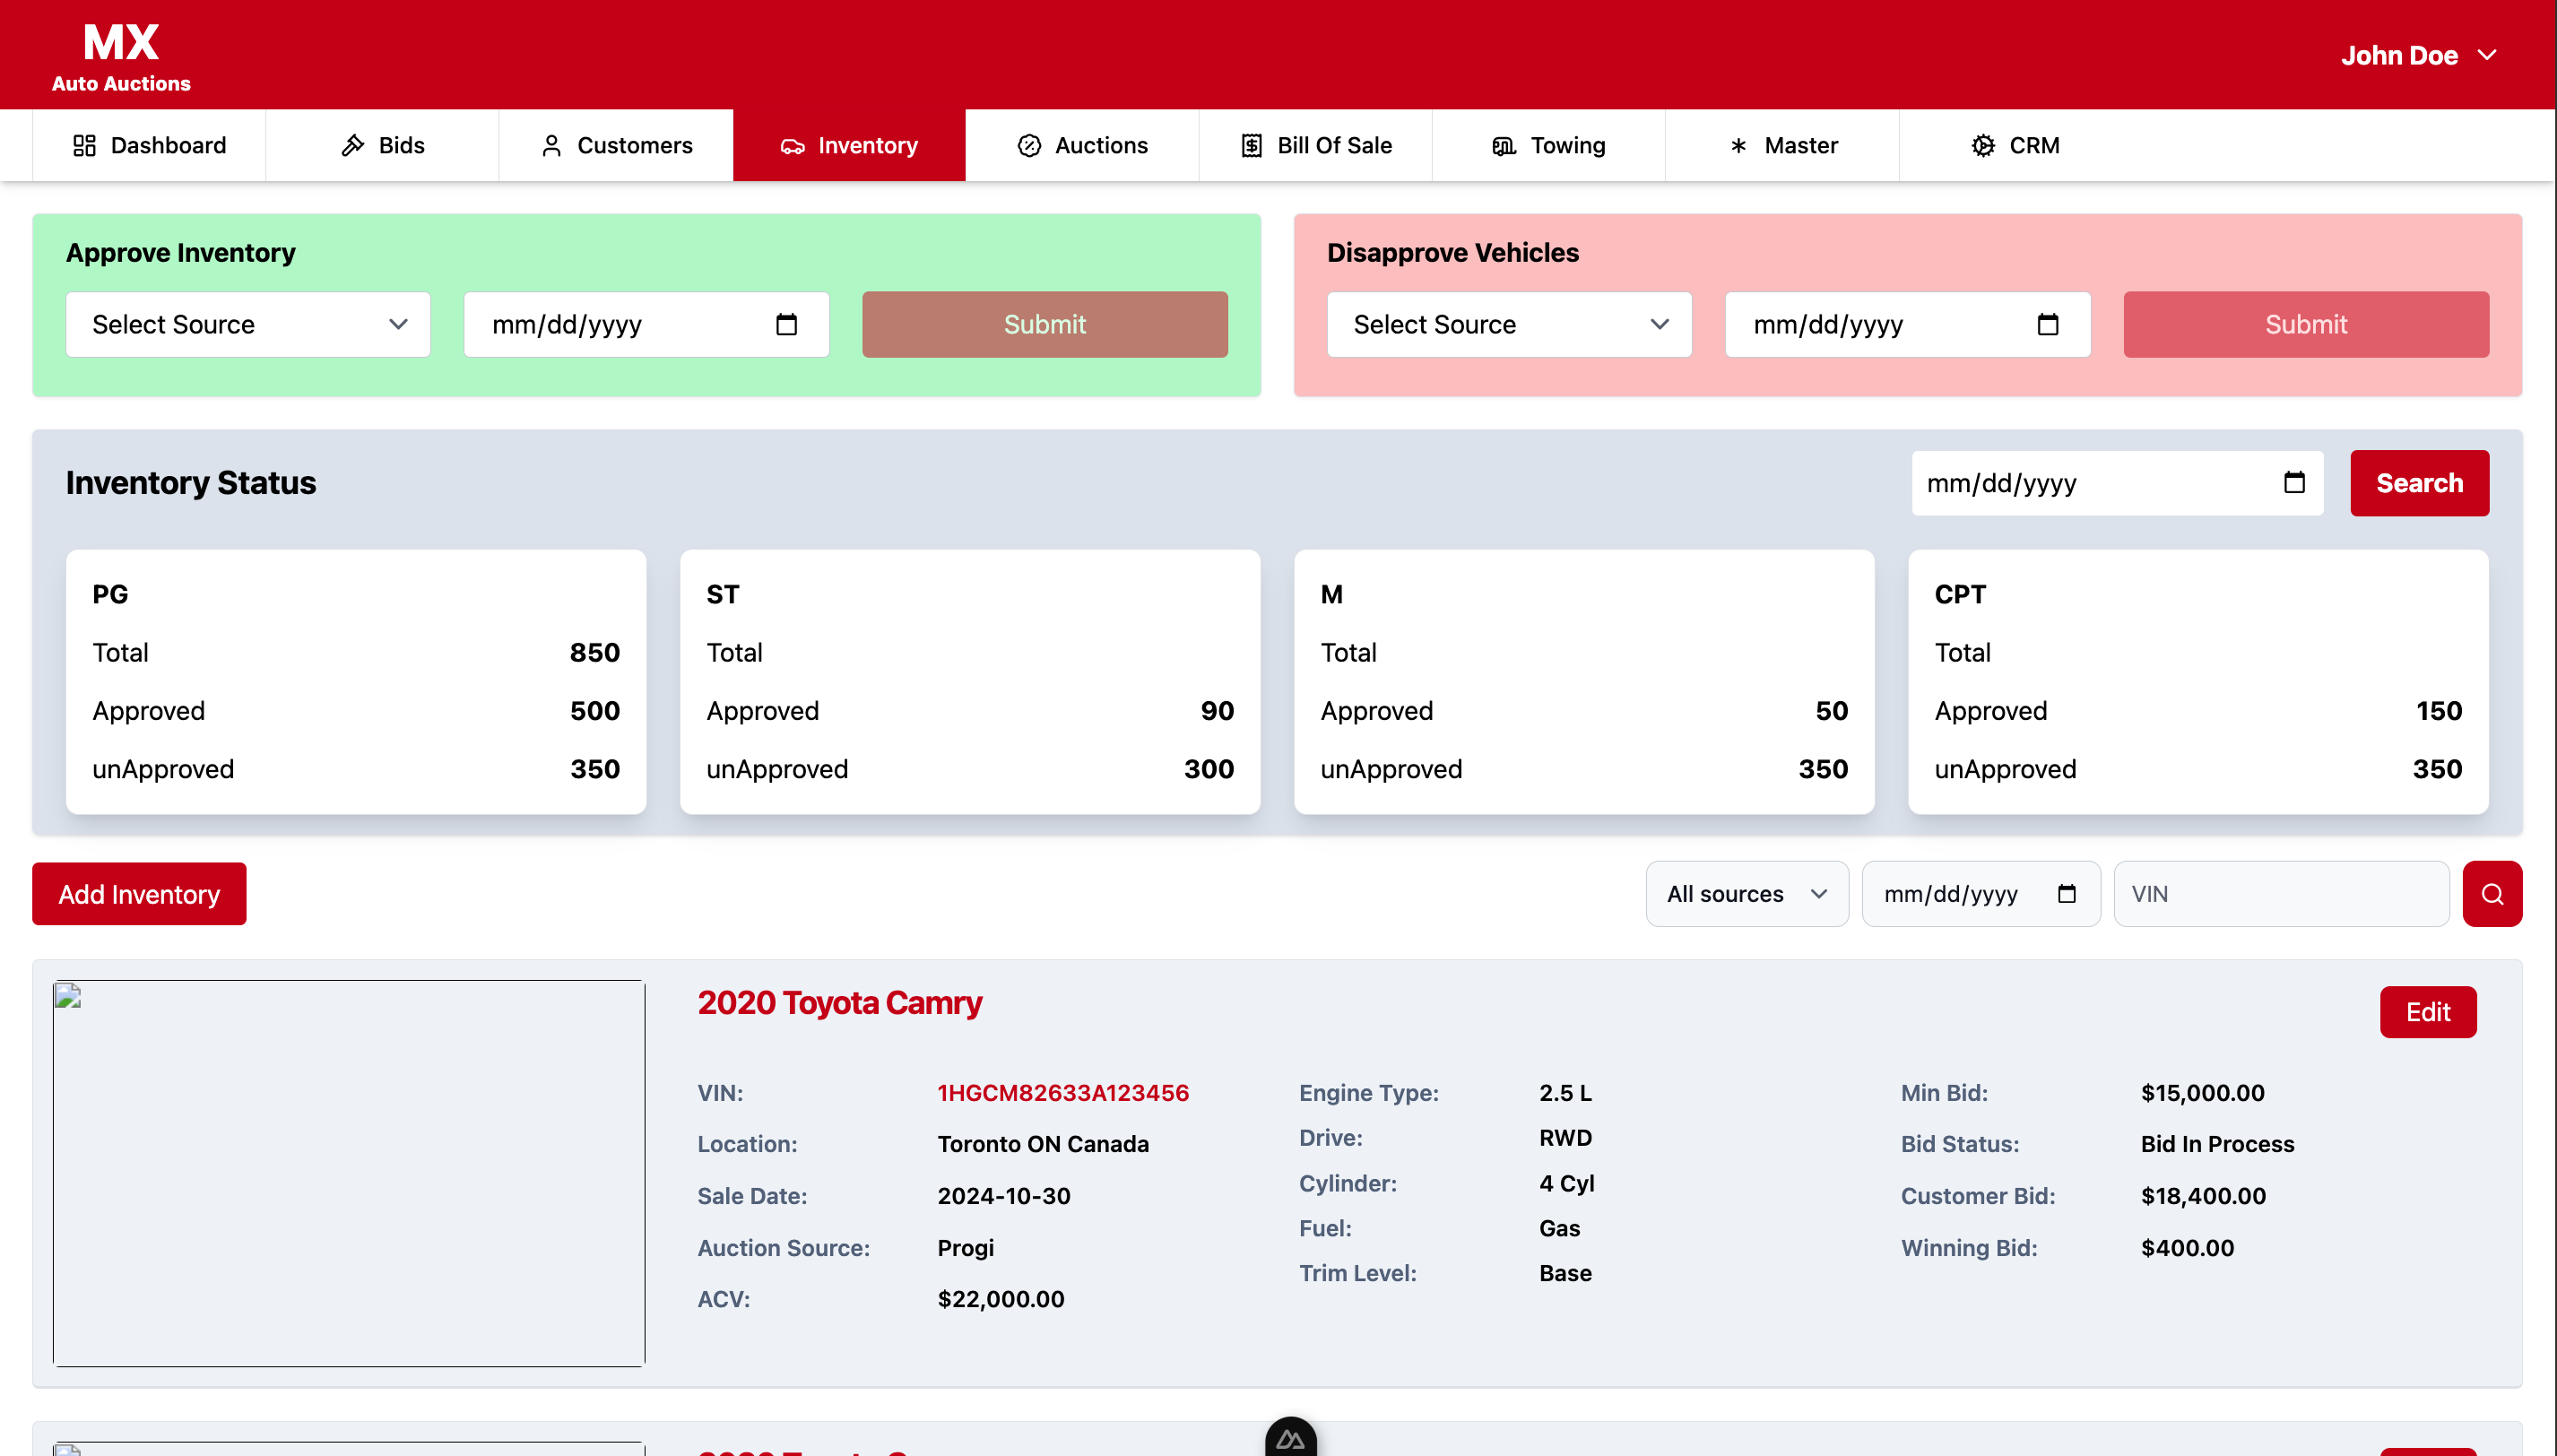 MX
Auto Auctions
John Doe
Dashboard
Bids
Customers
Inventory
Auctions
Bill Of Sale
Towing
Master
CRM
Approve Inventory
Select Source
mm/dd/yyyy
Submit
Disapprove Vehicles
Select Source
mm/dd/yyyy
Submit
Inventory Status
mm/dd/yyyy
Search
PG
Total 850
Approved 500
unApproved 350
ST
Total
Approved 90
unApproved 300
M
Total
Approved 50
unApproved 350
CPT
Total
Approved 150
unApproved 350
Add Inventory
All sources
mm/dd/yyyy
VIN
2020 Toyota Camry
Edit
VIN: 1HGCM82633A123456
Location: Toronto ON Canada
Sale Date: 2024-10-30
Auction Source: Progi
ACV: $22,000.00
Engine Type: 2.5 L
Drive: RWD
Cylinder: 4 Cyl
Fuel: Gas
Trim Level: Base
Min Bid: $15,000.00
Bid Status: Bid In Process
Customer Bid: $18,400.00
Winning Bid: $400.00